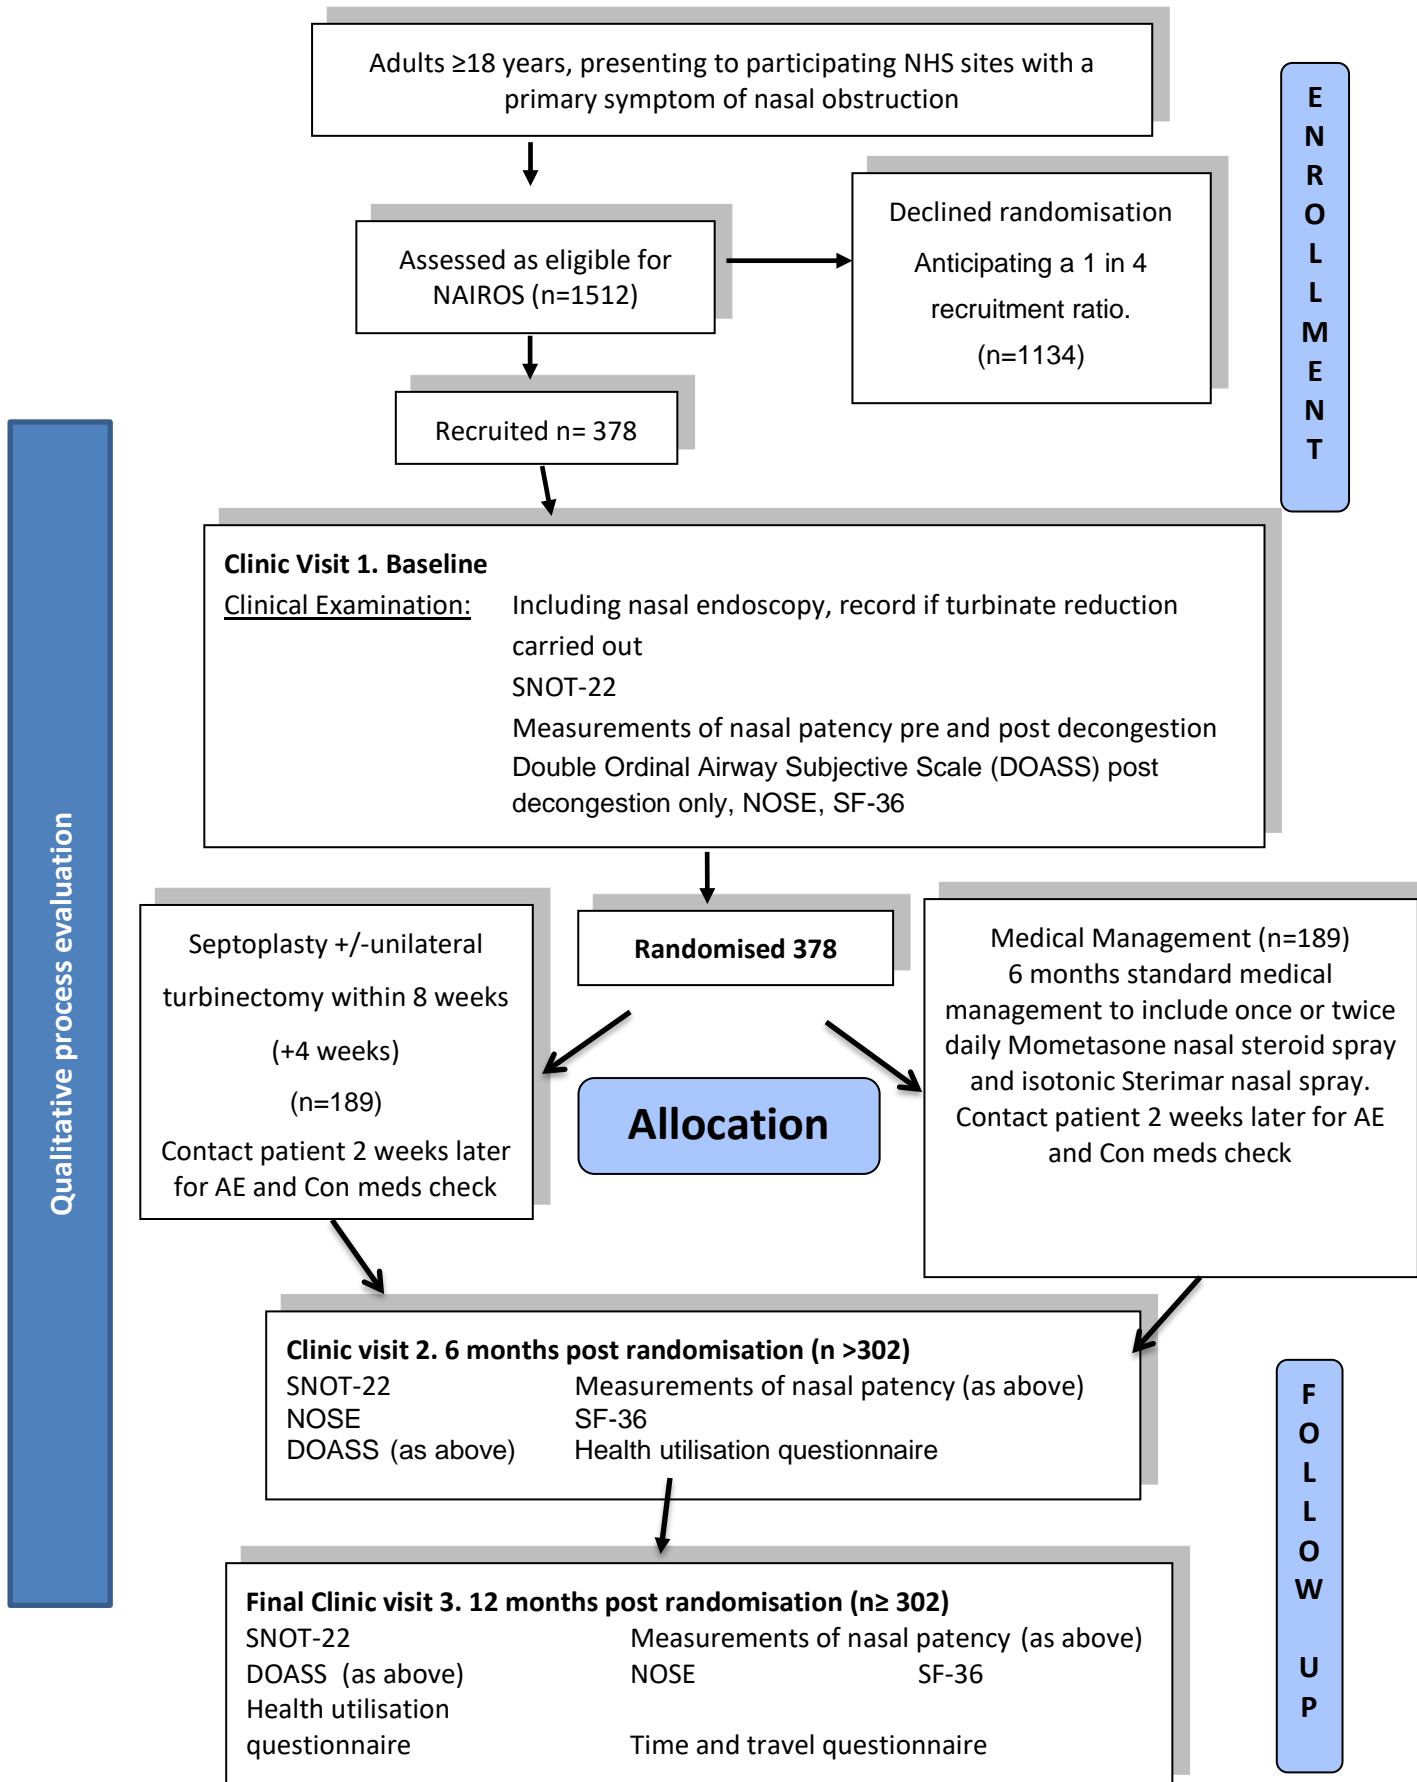 Adults ≥18 years, presenting to participating NHS sites with a
primary symptom of nasal obstruction
E
N
R
O
L
L
M
E
N
T
Assessed as eligible for
NAIROS (n=1512)
Declined randomisation
Anticipating a 1 in 4
recruitment ratio.
(n=1134)
Recruited n= 378
Qualitative process evaluation
Clinic Visit 1. Baseline
Clinical Examination: Including nasal endoscopy, record if turbinate reduction
carried out
SNOT-22
Measurements of nasal patency pre and post decongestion
Double Ordinal Airway Subjective Scale (DOASS) post
decongestion only, NOSE, SF-36
Randomised 378
Septoplasty +/-unilateral
turbinectomy within 8 weeks
(+4 weeks)
(n=189)
Contact patient 2 weeks later
for AE and Con meds check
Allocation
Medical Management (n=189)
6 months standard medical
management to include once or twice
daily Mometasone nasal steroid spray
and isotonic Sterimar nasal spray.
Contact patient 2 weeks later for AE
and Con meds check
Clinic visit 2. 6 months post randomisation (n >302)
SNOT-22 Measurements of nasal patency (as above)
NOSE SF-36
DOASS (as above) Health utilisation questionnaire
F
O
L
L
O
W
U
P
Final Clinic visit 3. 12 months post randomisation (n≥ 302)
SNOT-22 Measurements of nasal patency (as above)
DOASS (as above) NOSE SF-36
Health utilisation
questionnaire Time and travel questionnaire